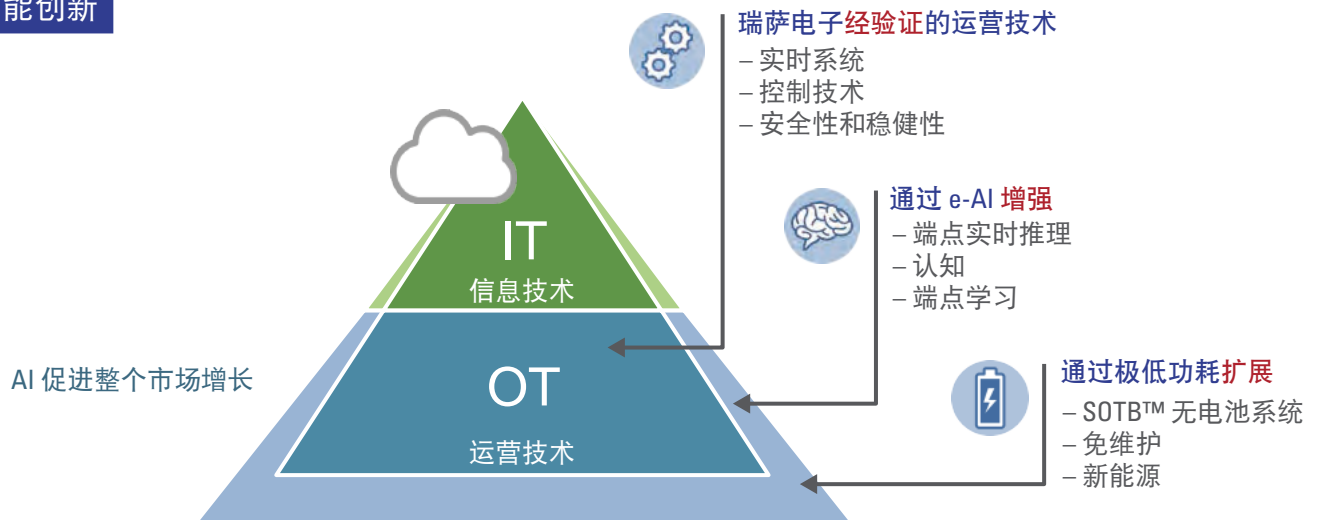 能创新
瑞萨电子经验证的运营技术
– 实时系统
– 控制技术
– 安全性和稳健性
通过 e-AI 增强
– 端点实时推理
– 认知
– 端点学习
IT
信息技术
AI 促进整个市场增长
OT
运营技术
通过极低功耗扩展
– SOTB™ 无电池系统
– 免维护
– 新能源